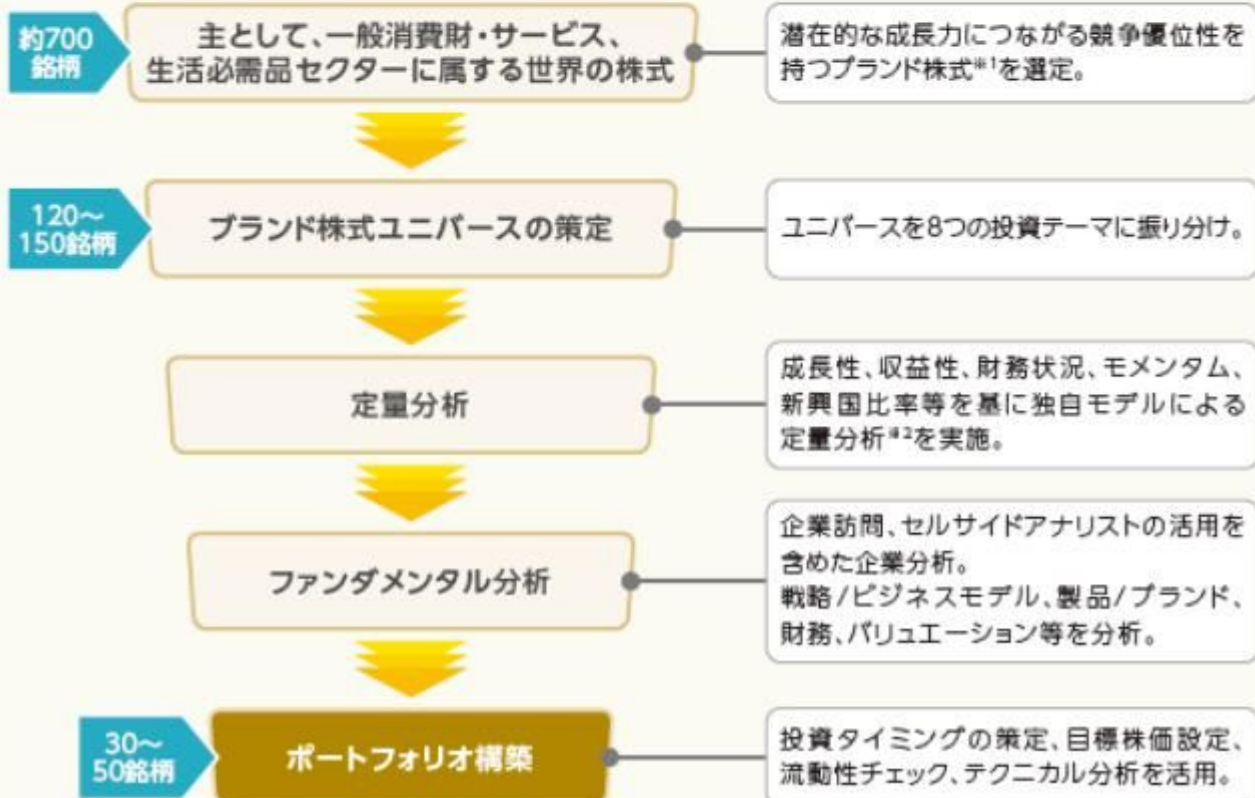 約700
銘柄
主として、一般消費財・サービス、
生活必需品セクターに属する世界の株式
潜在的な成長力につながる競争優位性を
持つブランド株式※1を選定。
120～
150銘柄
ブランド株式ユニバースの策定
ユニバースを8つの投資テーマに振り分け。
定量分析
成長性、収益性、財務状況、モメンタム、
新興国比率等を基に独自モデルによる
定量分析※2を実施。
ファンダメンタル分析
企業訪問、セルサイドアナリストの活用を
含めた企業分析。
戦略/ビジネスモデル、製品/ブランド、
財務、バリュエーション等を分析。
30～
50銘柄
ポートフォリオ構築
投資タイミングの策定、目標株価設定、
流動性チェック、テクニカル分析を活用。